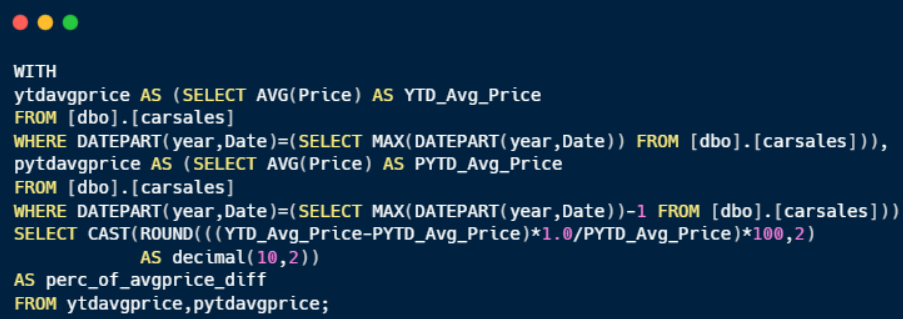 WITH
ytdavgprice AS (SELECT AVG(Price) AS YTD_Avg_Price
FROM [dbo].[carsales]
WHERE DATEPART(year,Date)=(SELECT MAX(DATEPART(year,Date)) FROM [dbo].[carsales])),
pytdavgprice AS (SELECT AVG(Price) AS PYTD_Avg_Price
FROM [dbo].[carsales]
WHERE DATEPART(year,Date)=(SELECT MAX(DATEPART(year,Date))-1 FROM [dbo].[carsales]))
SELECT CAST(ROUND(((YTD_Avg_Price-PYTD_Avg_Price)*1.0/PYTD_Avg_Price)*100,2)
AS decimal(10,2))
AS perc_of_avgprice_diff
FROM ytdavgprice,pytdavgprice;